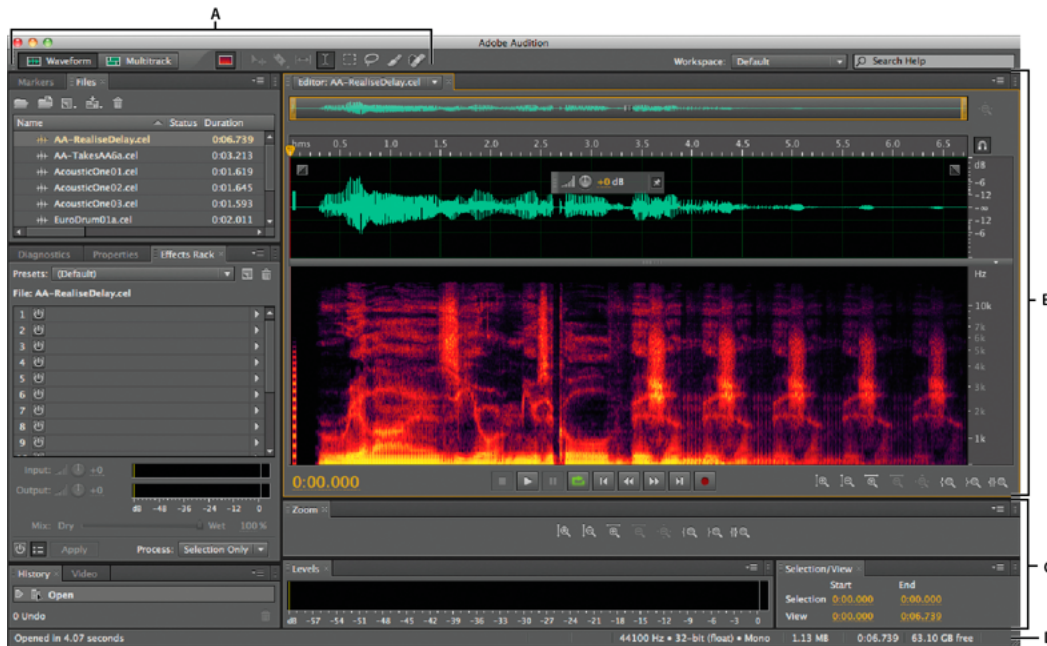 A
Adobe Audition
Waveform Multitrack Workspace: Default Search Help
Markers Files
Editor: AA-RealiseDelay.cel
Name Status Duration
AA-RealiseDelay.cel 0:06.739
AA-TakesAA6a.cel 0:03.213
AcousticOne01.cel 0:01.619
AcousticOne02.cel 0:01.645
AcousticOne03.cel 0:01.593
EuroDrum01a.cel 0:02.011
hms 0.5 1.0 1.5 2.0 2.5 3.0 3.5 4.0 4.5 5.0 5.5 6.0 6.5
+0 dB
dB
-6
-12
-∞
-12
-6
Diagnostics Properties Effects Rack
Presets: (Default)
File: AA-RealiseDelay.cel
1
2
3
4
5
6
7
8
9
Hz
10k
7k
6k
5k
4k
3k
2k
1k
Input: +0
Output: +0
dB -48 -36 -24 -12 0
Mix: Dry Wet 100 %
Apply Process: Selection Only
0:00.000
Zoom
History Video
Open
0 Undo
Levels
dB -57 -54 -51 -48 -45 -42 -39 -36 -33 -30 -27 -24 -21 -18 -15 -12 -9 -6 -3 0
Selection/View
Start End
Selection 0:00.000 0:00.000
View 0:00.000 0:06.739
Opened in 4.07 seconds 44100 Hz • 32-bit (float) • Mono 1.13 MB 0:06.739 63.10 GB free